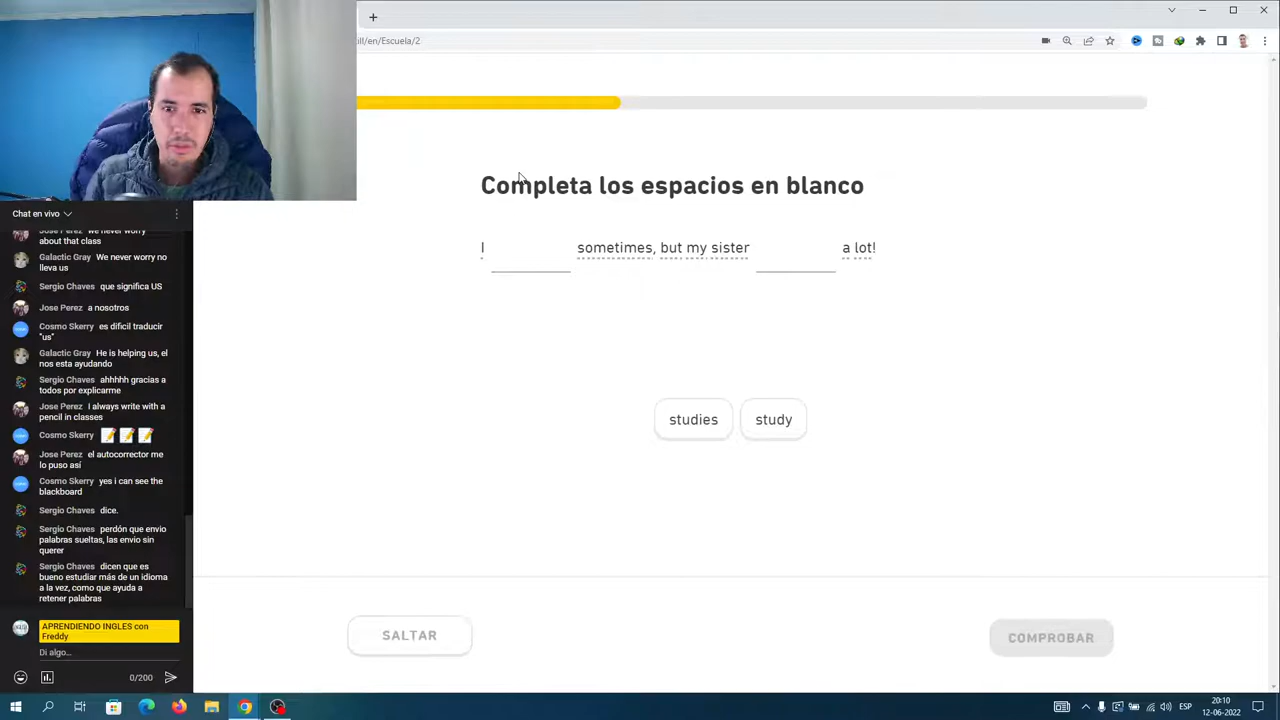 ill/en/Escuela/2
Completa los espacios en blanco
I sometimes, but my sister a lot!
studies study
SALTAR
COMPROBAR
Chat en vivo
Jose Perez we never worry
about that class
Galactic Gray We never worry no
lleva us
Sergio Chaves que significa US
Jose Perez a nosotros
Cosmo Skerry es dificil traducir
"us"
Galactic Gray He is helping us, el
nos esta ayudando
Sergio Chaves ahhhhh gracias a
todos por explicarme
Jose Perez I always write with a
pencil in classes
Cosmo Skerry
Jose Perez el autocorrector me
lo puso así
Cosmo Skerry yes i can see the
blackboard
Sergio Chaves dice.
Sergio Chaves perdón que envio
palabras sueltas, las envio sin
querer
Sergio Chaves dicen que es
bueno estudiar más de un idioma
a la vez, como que ayuda a
retener palabras
APRENDIENDO INGLES con
Freddy
Di algo...
0/200
ESP
20:10
12-06-2022